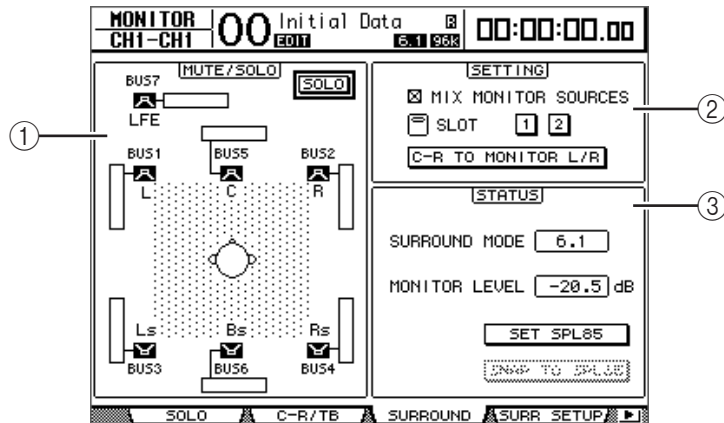 MONITOR
CH1-CH1
00 Initial Data
EDIT
6.1 96k
00:00:00.00
MUTE/SOLO
SOLO
BUS7
LFE
BUS1 BUS5 BUS2
L C R
Ls Bs Rs
BUS3 BUS6 BUS4
①
SETTING
MIX MONITOR SOURCES
SLOT 1 2
C-R TO MONITOR L/R
②
STATUS
SURROUND MODE 6.1
MONITOR LEVEL -20.5 dB
SET SPL85
SNAP TO SPL85
③
SOLO C-R/TB SURROUND SURR SETUP